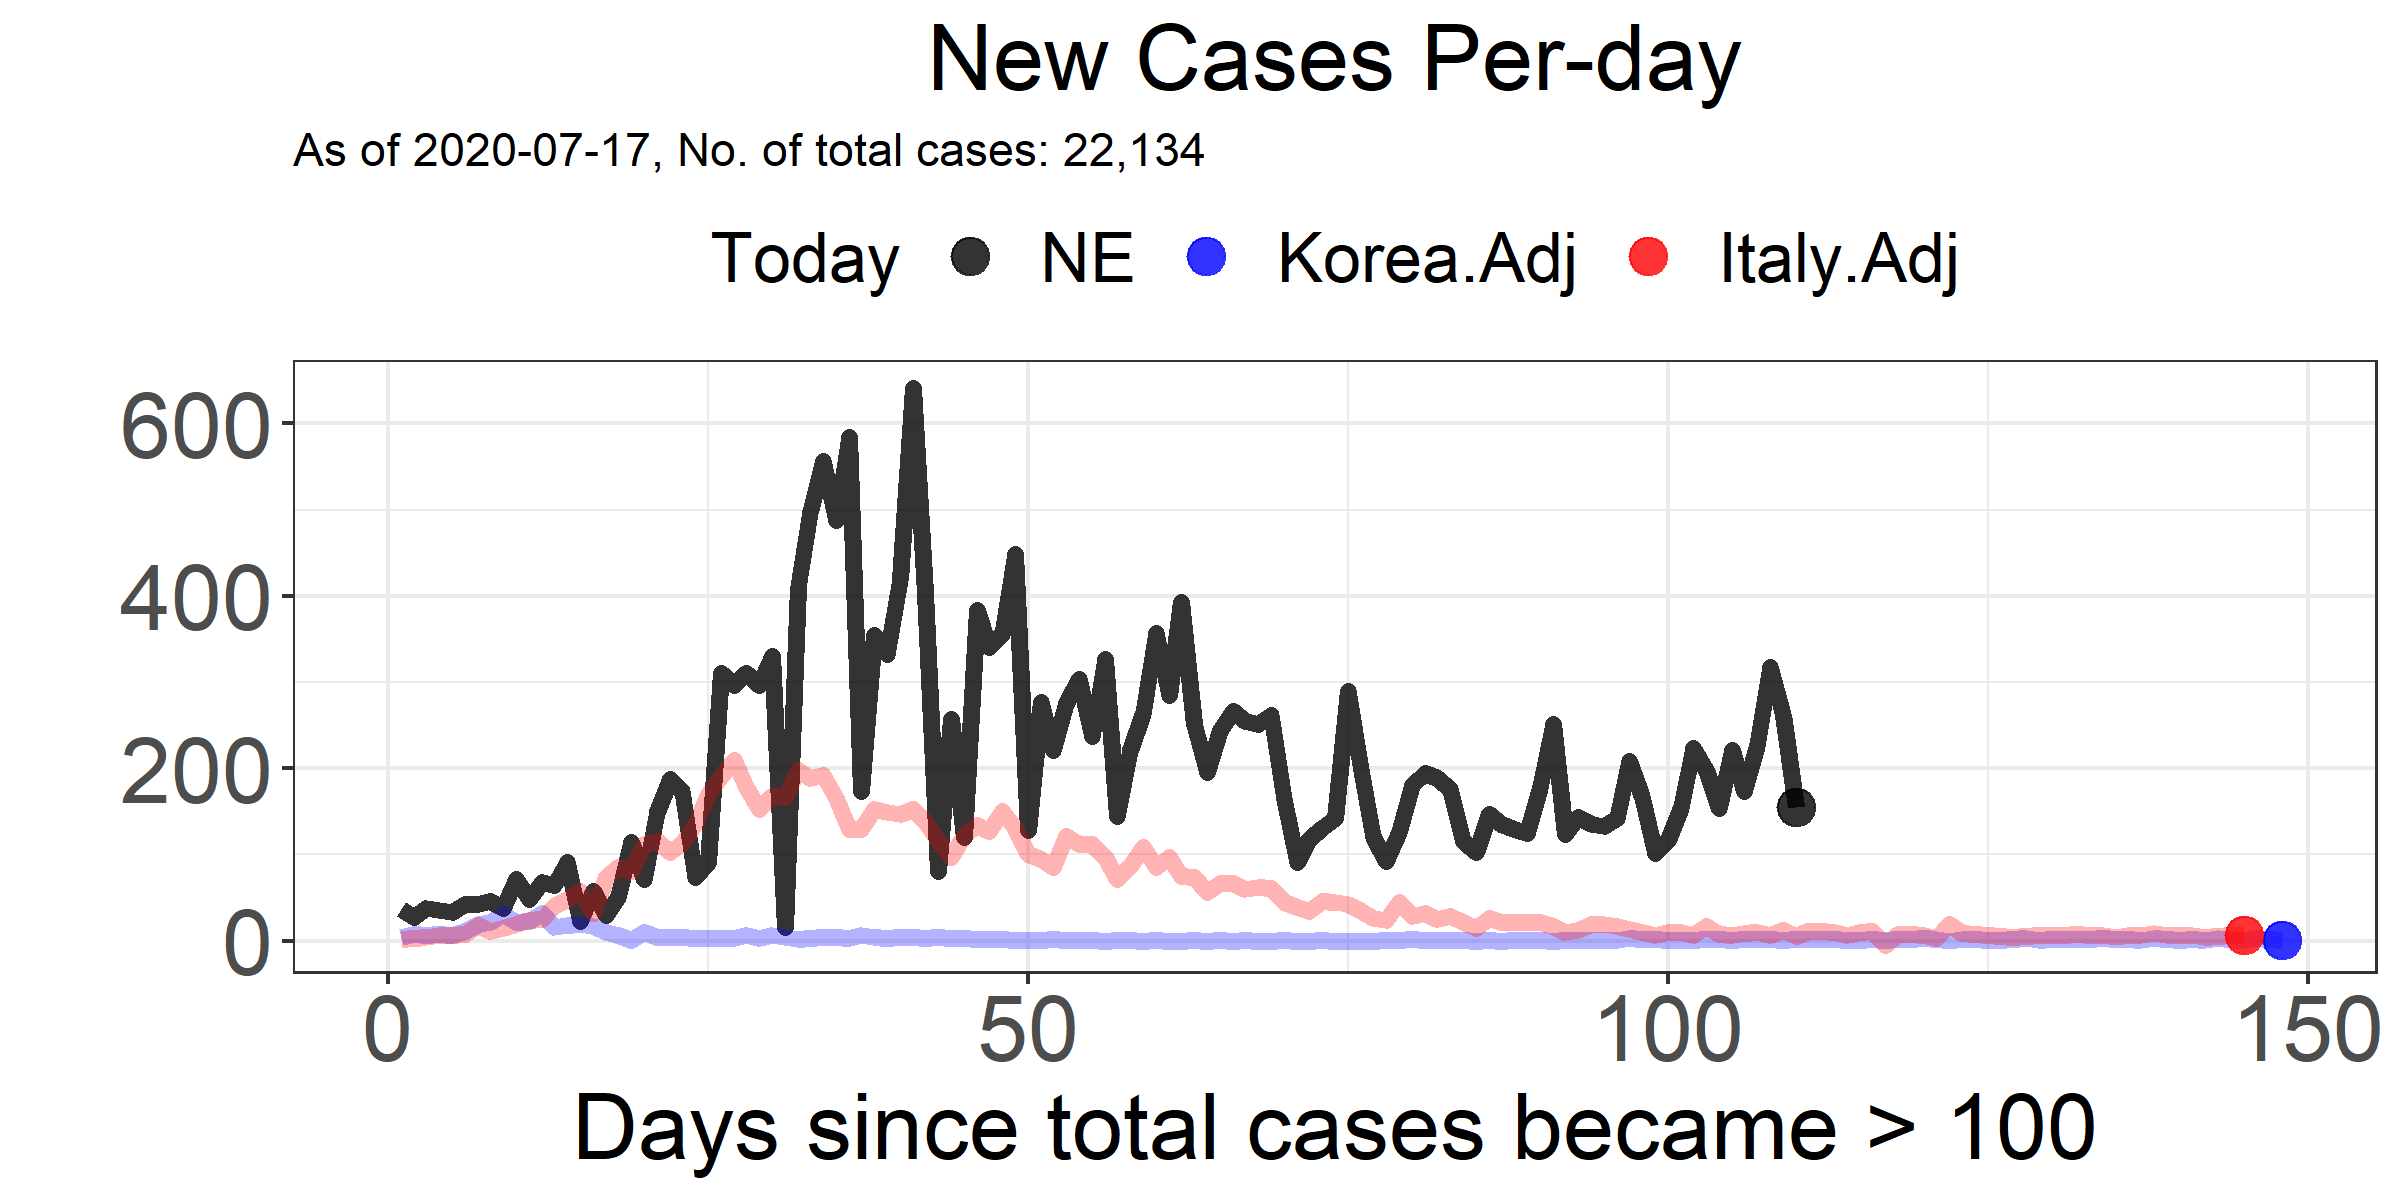 New Cases Per-day
As of 2020-07-17, No. of total cases: 22,134
Today NE Korea.Adj Italy.Adj
600
400
200
0
0 50 100 150
Days since total cases became > 100